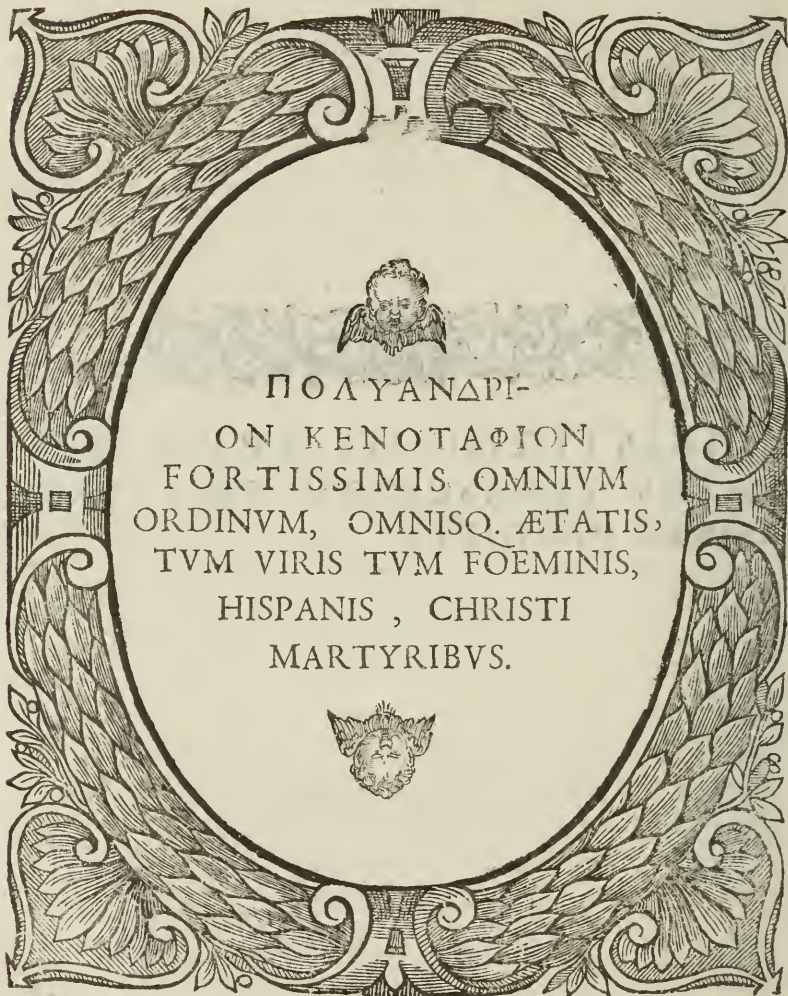 ΠΟΛΥΑΝΔΡΙ-
ΟΝ ΚΕΝΟΤΑΦΙΟΝ
FORTISSIMIS OMNIVM
ORDINVM, OMNISQ. ÆTATIS,
TVM VIRIS TVM FOEMINIS,
HISPANIS, CHRISTI
MARTYRIBVS.